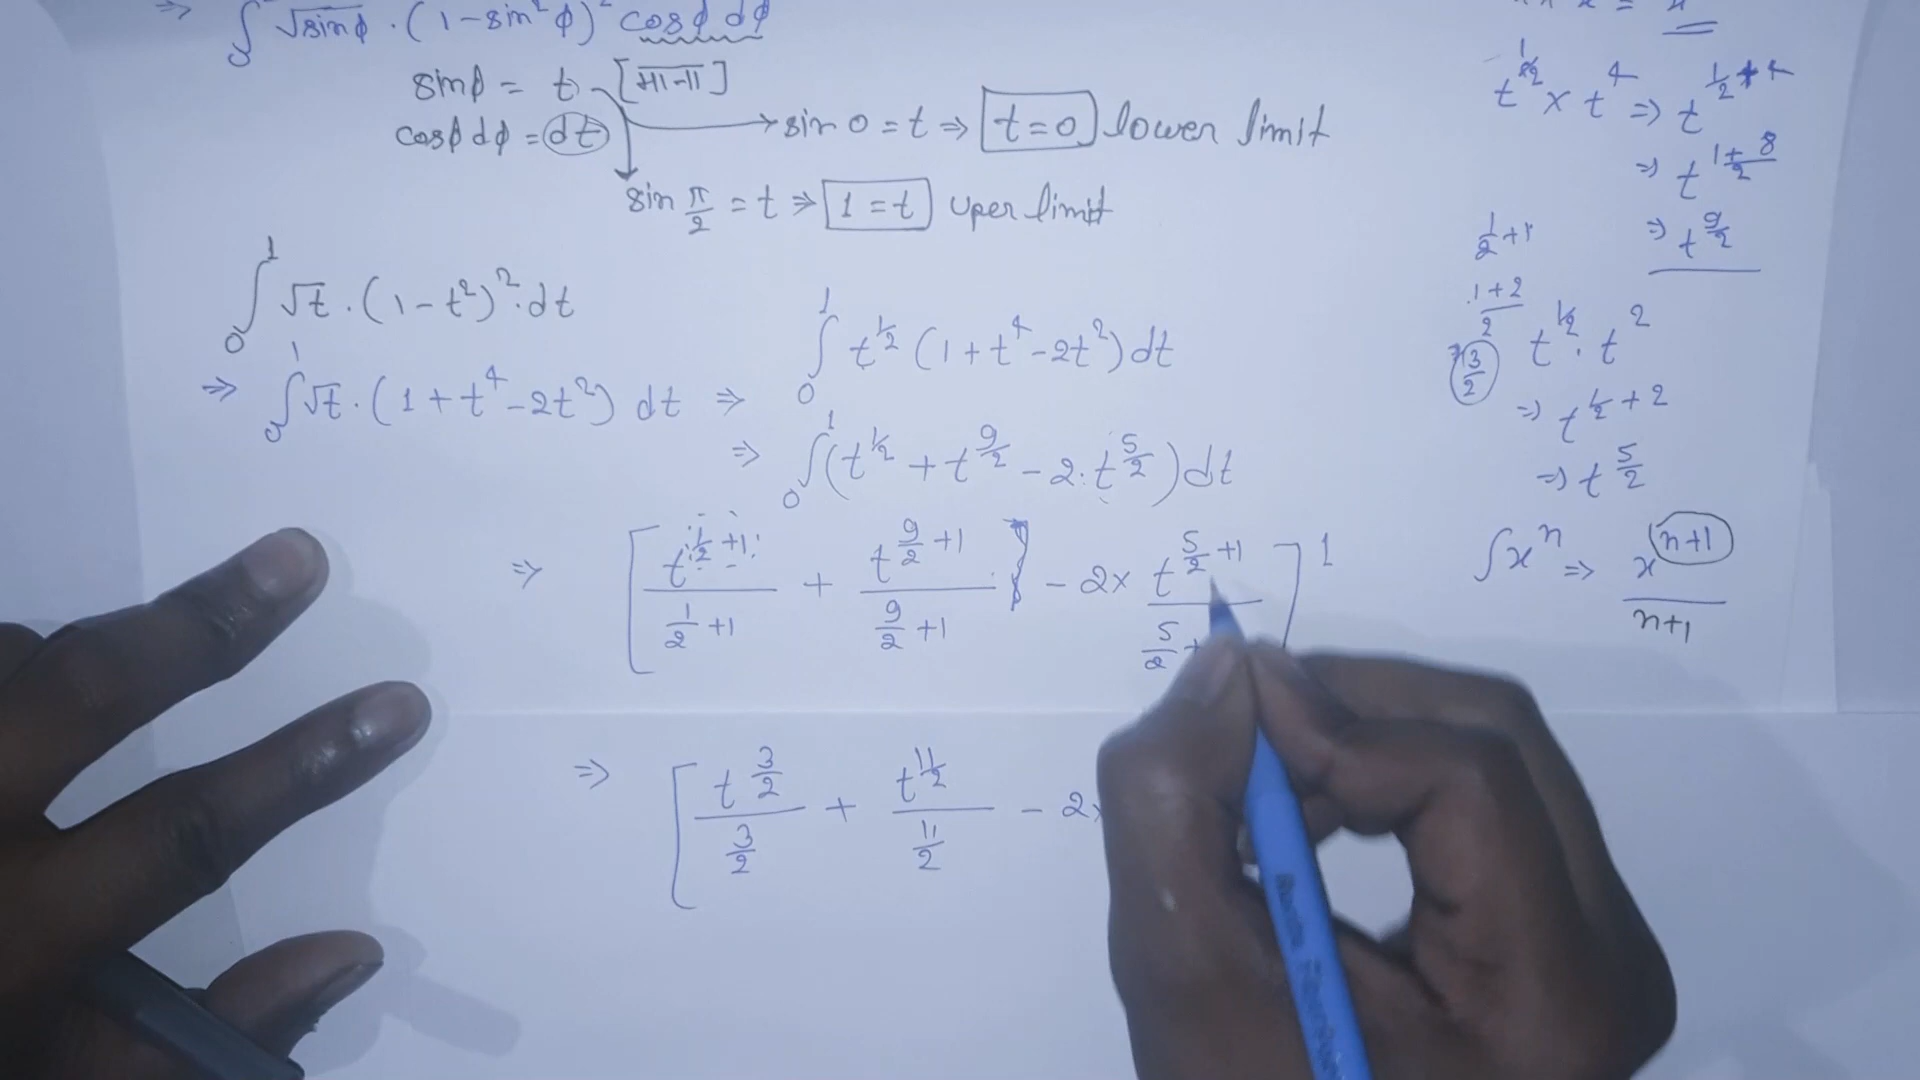 ⇒ ∫₀ √sinϕ · (1 - sin²ϕ)² cosϕ dϕ
sinϕ = t [माना]
cosϕ dϕ = dt
→ sin 0 = t ⇒ t = 0 lower limit
sin π/2 = t ⇒ 1 = t uper limit
∫₀¹ √t · (1 - t²)² · dt
⇒ ∫₀¹ √t · (1 + t⁴ - 2t²) dt ⇒
∫₀¹ t^(1/2) (1 + t⁴ - 2t²) dt
⇒ ∫₀¹ (t^(1/2) + t^(9/2) - 2 · t^(5/2)) dt
⇒ [ t^(1/2 + 1) / (1/2 + 1) + t^(9/2 + 1) / (9/2 + 1) - 2 × t^(5/2 + 1) / (5/2 + ]¹
⇒ [ t^(3/2) / (3/2) + t^(11/2) / (11/2) - 2×
t^(1/2) × t⁴ ⇒ t^(1/2 + 4)
⇒ t^((1 + 8)/2)
⇒ t^(9/2)
1/2 + 1
(1 + 2)/2
3/2
t^(1/2) · t²
⇒ t^(1/2 + 2)
⇒ t^(5/2)
∫xⁿ ⇒ x^(n+1) / (n+1)